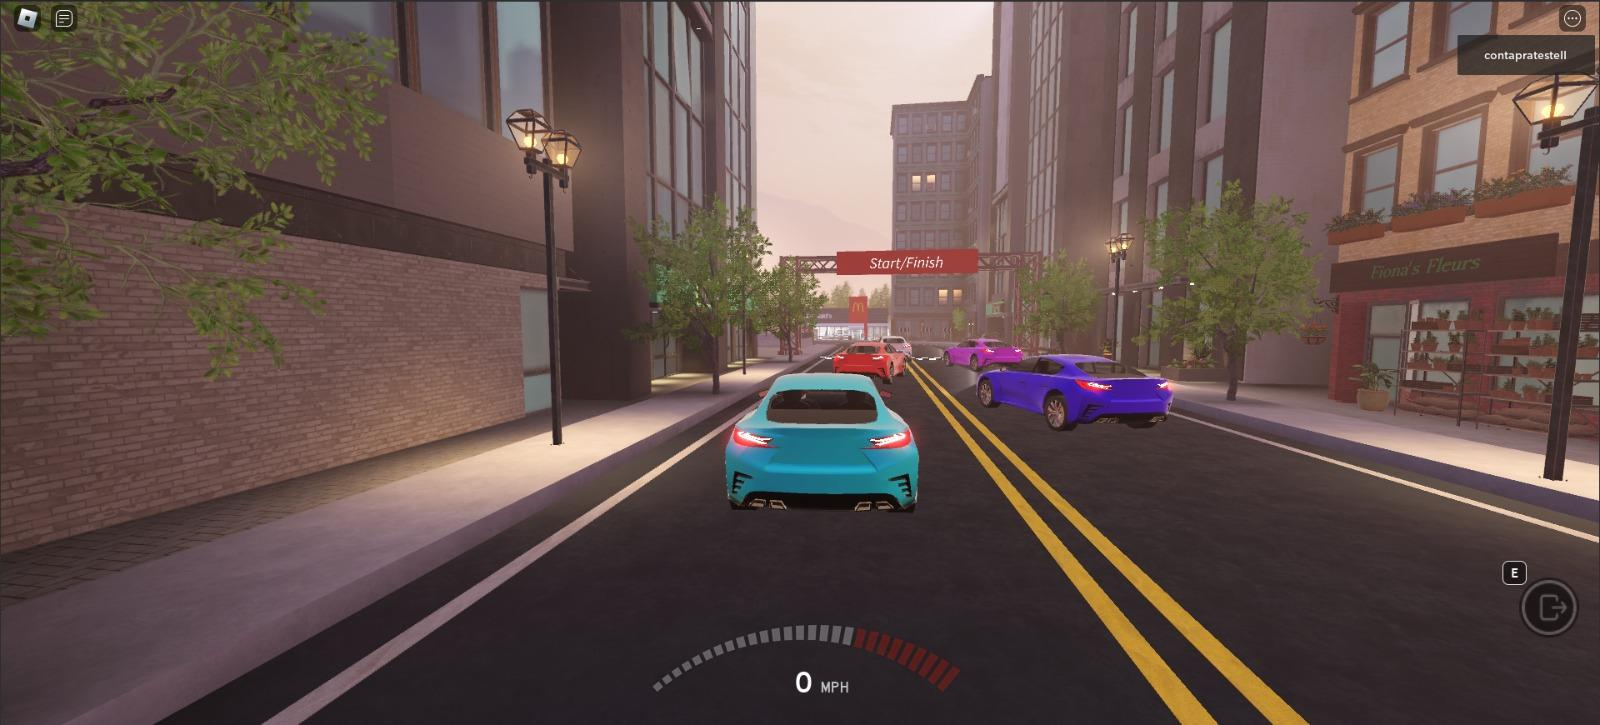 contapratestell
Start/Finish
Fiona's Fleurs
E
0 MPH